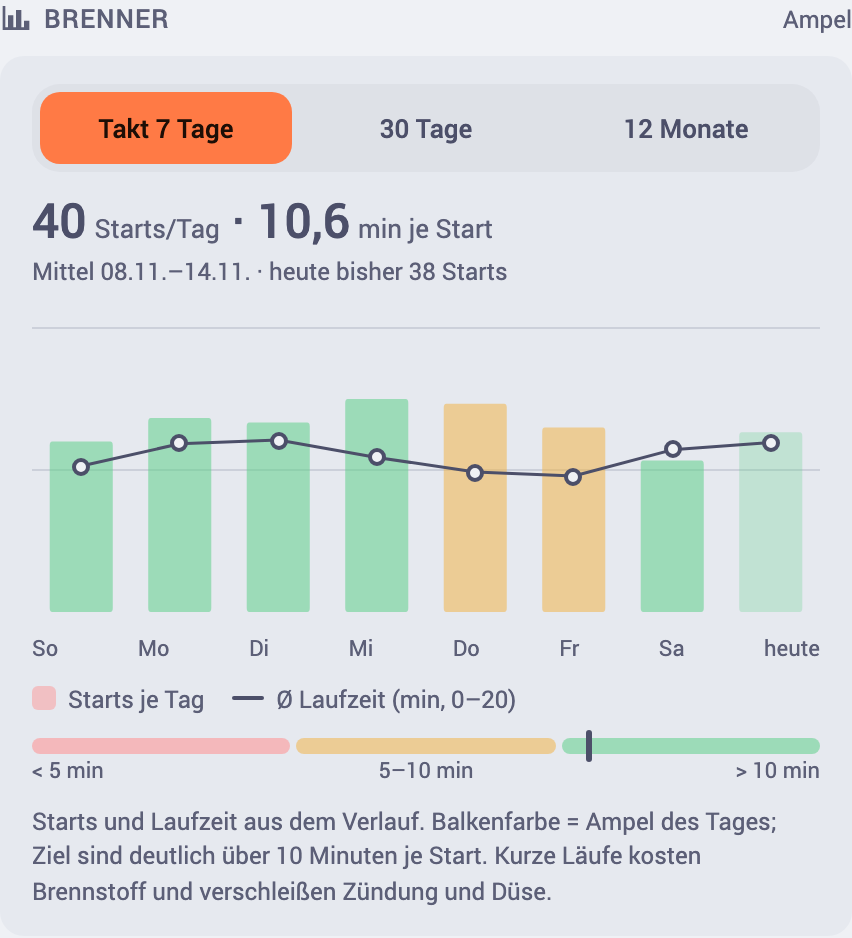 BRENNER
Ampel
Takt 7 Tage
30 Tage
12 Monate
40 Starts/Tag · 10,6 min je Start
Mittel 08.11.–14.11. · heute bisher 38 Starts
So Mo Di Mi Do Fr Sa heute
Starts je Tag
Ø Laufzeit (min, 0–20)
< 5 min
5–10 min
> 10 min
Starts und Laufzeit aus dem Verlauf. Balkenfarbe = Ampel des Tages;
Ziel sind deutlich über 10 Minuten je Start. Kurze Läufe kosten
Brennstoff und verschleißen Zündung und Düse.